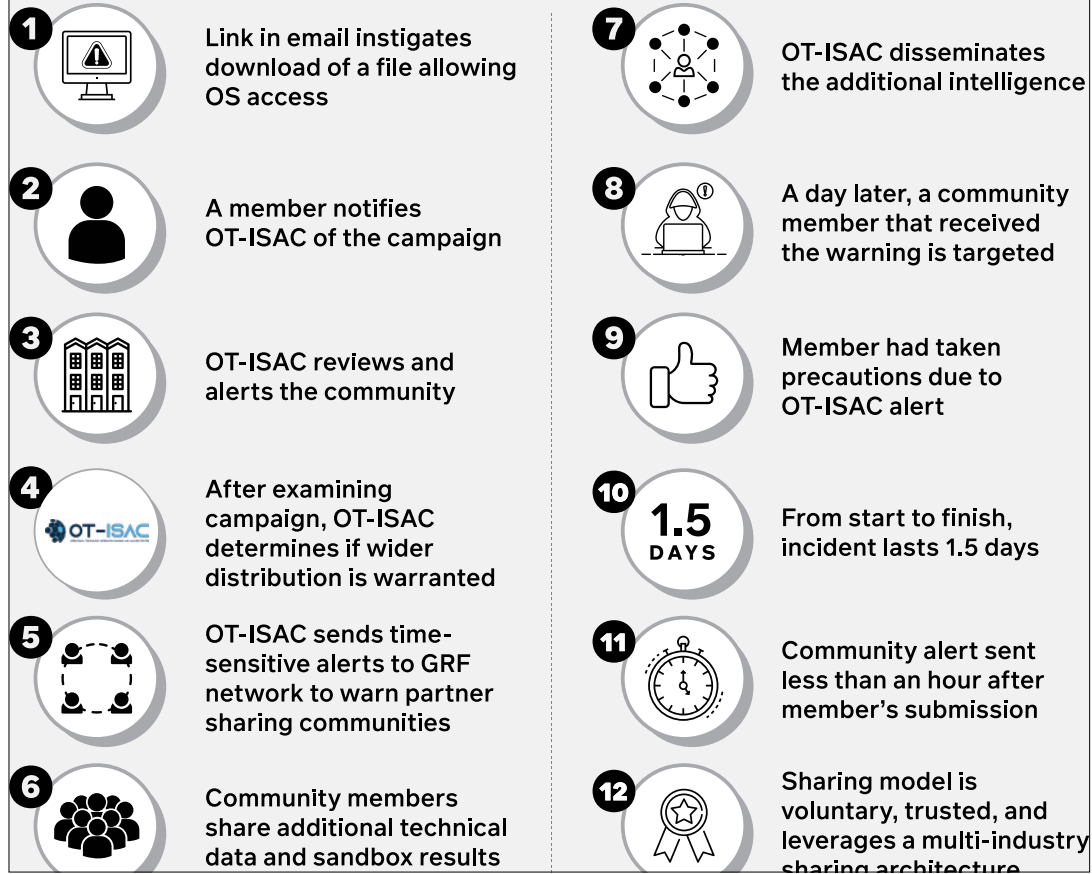 1
Link in email instigates
download of a file allowing
OS access
2
A member notifies
OT-ISAC of the campaign
3
OT-ISAC reviews and
alerts the community
4
OT-ISAC
After examining
campaign, OT-ISAC
determines if wider
distribution is warranted
5
OT-ISAC sends time-
sensitive alerts to GRF
network to warn partner
sharing communities
6
Community members
share additional technical
data and sandbox results
7
OT-ISAC disseminates
the additional intelligence
8
A day later, a community
member that received
the warning is targeted
9
Member had taken
precautions due to
OT-ISAC alert
10
1.5
DAYS
From start to finish,
incident lasts 1.5 days
11
Community alert sent
less than an hour after
member's submission
12
Sharing model is
voluntary, trusted, and
leverages a multi-industry
sharing architecture